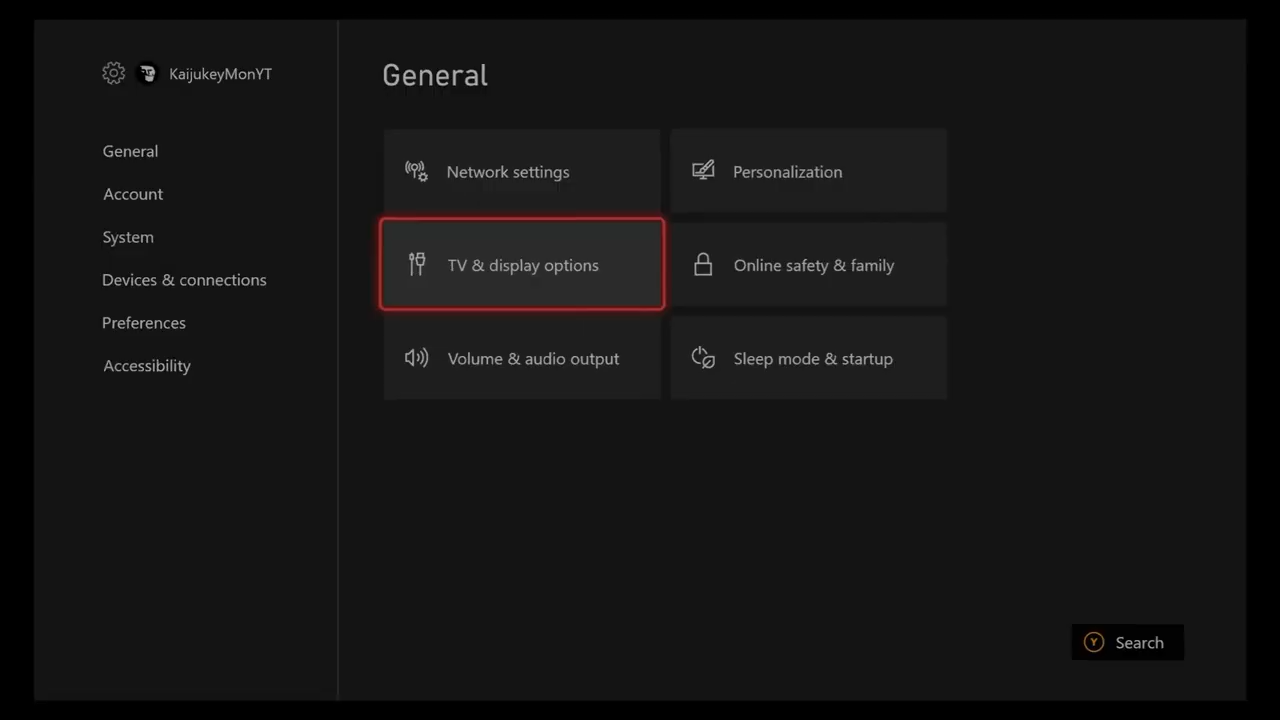 KaijukeyMonYT
General
Account
System
Devices & connections
Preferences
Accessibility
General
Network settings
Personalization
TV & display options
Online safety & family
Volume & audio output
Sleep mode & startup
Y Search